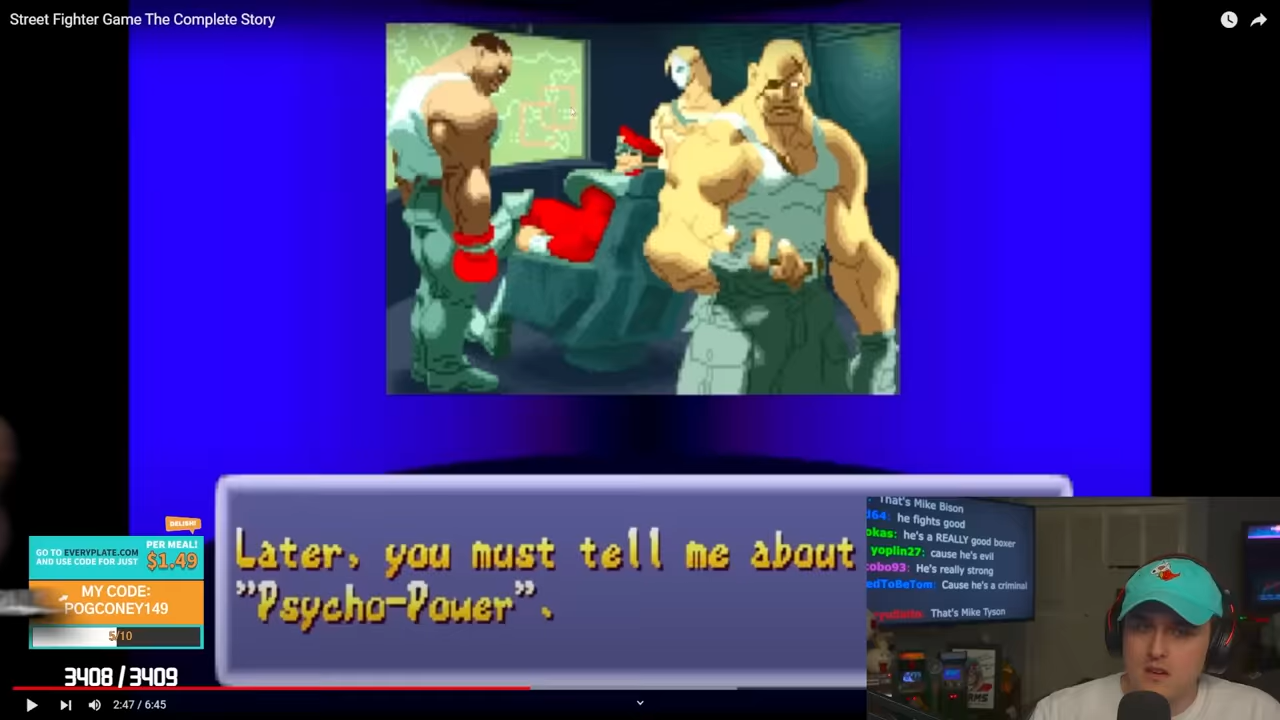 Street Fighter Game The Complete Story
Later, you must tell me about
"Psycho-Power".
That's Mike Bison
he fights good
okas: he's a REALLY good boxer
yoplin27: cause he's evil
cobo93: He's really strong
edToBeTom: Cause he's a criminal
That's Mike Tyson
DELISH!
GO TO EVERYPLATE.COM
AND USE CODE FOR JUST
PER MEAL!
$1.49
MY CODE:
POGCONEY149
5/10
3408 / 3409
2:47 / 6:45